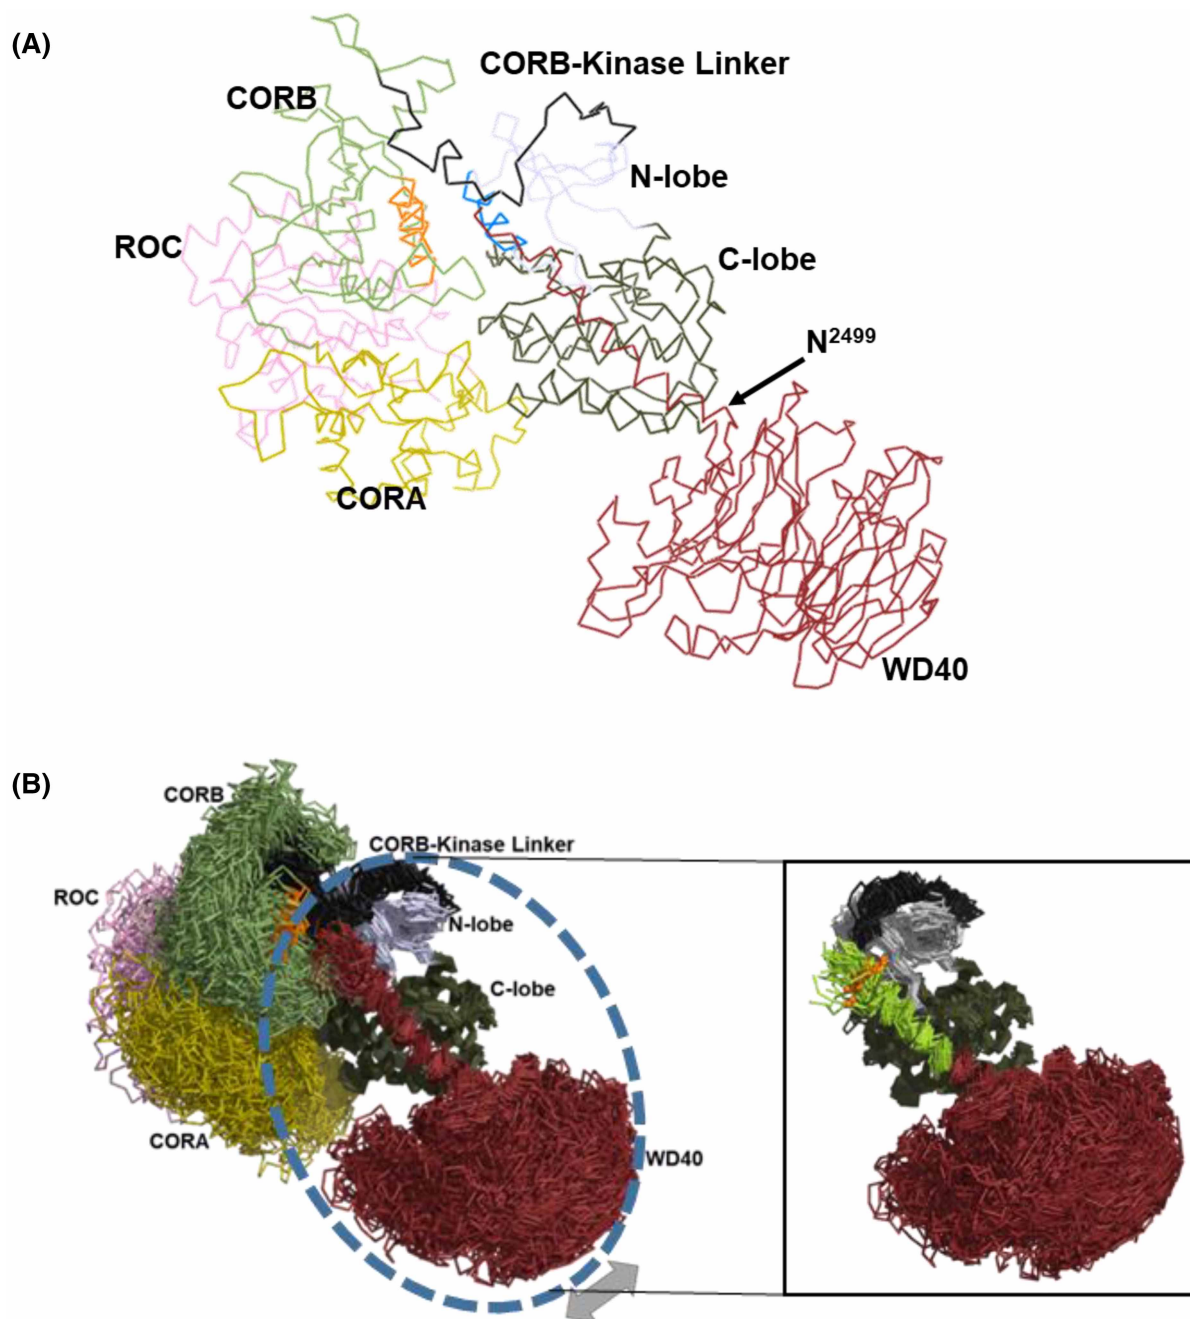 (A)
CORB-Kinase Linker
CORB
N-lobe
ROC
C-lobe
N2499
CORA
WD40
(B)
CORB
CORB-Kinase Linker
ROC
N-lobe
C-lobe
CORA
WD40